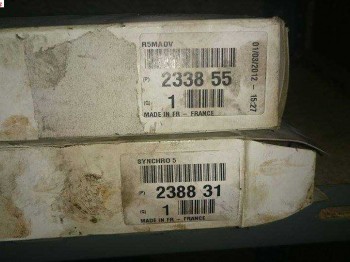 R5MADV
(P) 2338 55
(Q) 1
MADE IN FR - FRANCE
01/03/2012 - 15:27
SYNCHRO 5
(P) 2388 31
(Q) 1
MADE IN FR - FRANCE